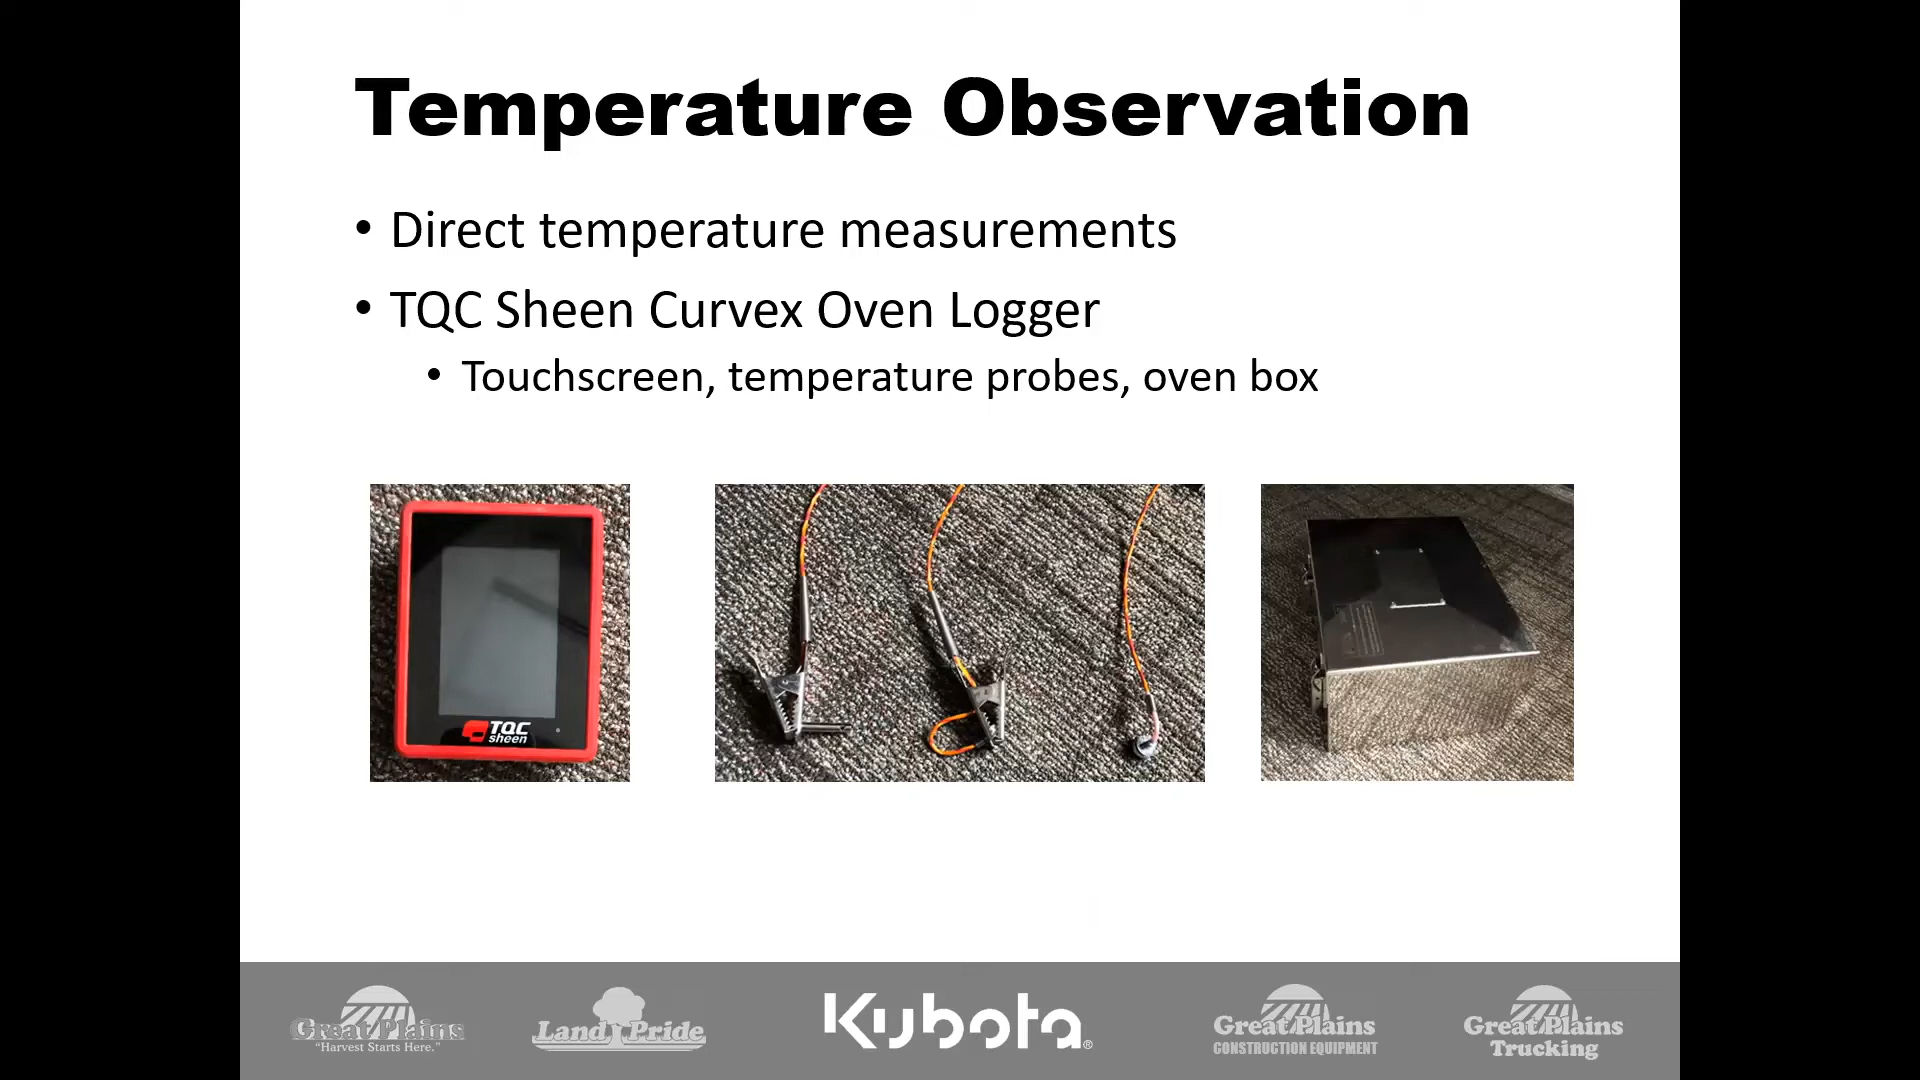 Temperature Observation
• Direct temperature measurements
• TQC Sheen Curvex Oven Logger
• Touchscreen, temperature probes, oven box
TQC
sheen
Great Plains
"Harvest Starts Here."
Land Pride
Kubota®
Great Plains
CONSTRUCTION EQUIPMENT
Great Plains
Trucking